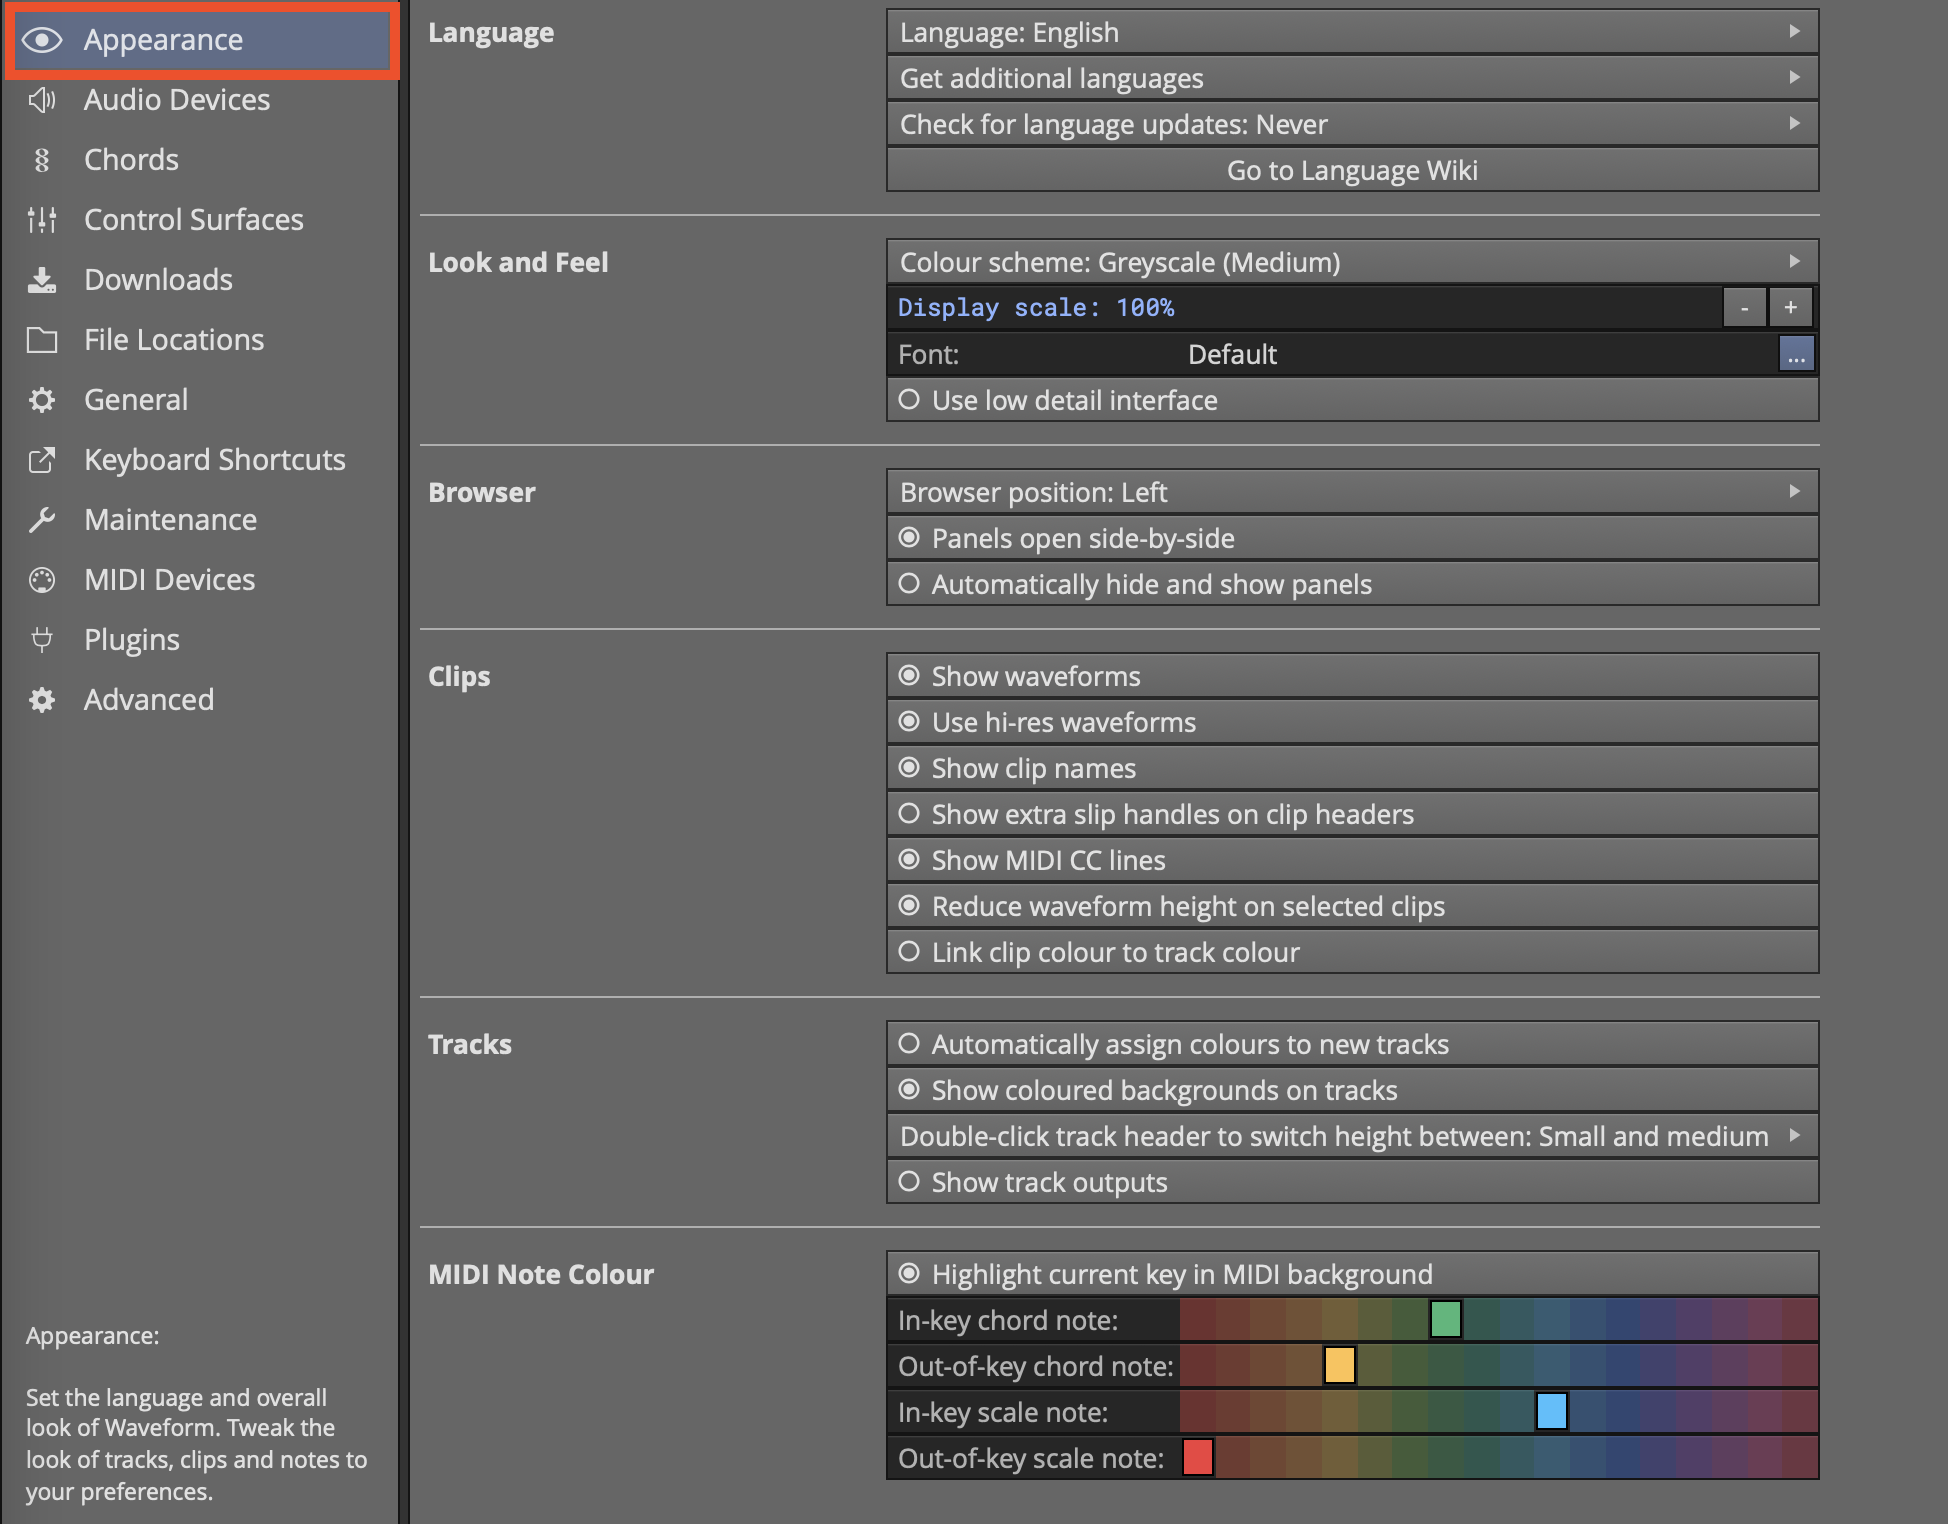 Appearance
Audio Devices
Chords
Control Surfaces
Downloads
File Locations
General
Keyboard Shortcuts
Maintenance
MIDI Devices
Plugins
Advanced
Appearance:
Set the language and overall
look of Waveform. Tweak the
look of tracks, clips and notes to
your preferences.
Language
Language: English
Get additional languages
Check for language updates: Never
Go to Language Wiki
Look and Feel
Colour scheme: Greyscale (Medium)
Display scale: 100%
- +
Font: Default ...
Use low detail interface
Browser
Browser position: Left
Panels open side-by-side
Automatically hide and show panels
Clips
Show waveforms
Use hi-res waveforms
Show clip names
Show extra slip handles on clip headers
Show MIDI CC lines
Reduce waveform height on selected clips
Link clip colour to track colour
Tracks
Automatically assign colours to new tracks
Show coloured backgrounds on tracks
Double-click track header to switch height between: Small and medium
Show track outputs
MIDI Note Colour
Highlight current key in MIDI background
In-key chord note:
Out-of-key chord note:
In-key scale note:
Out-of-key scale note: